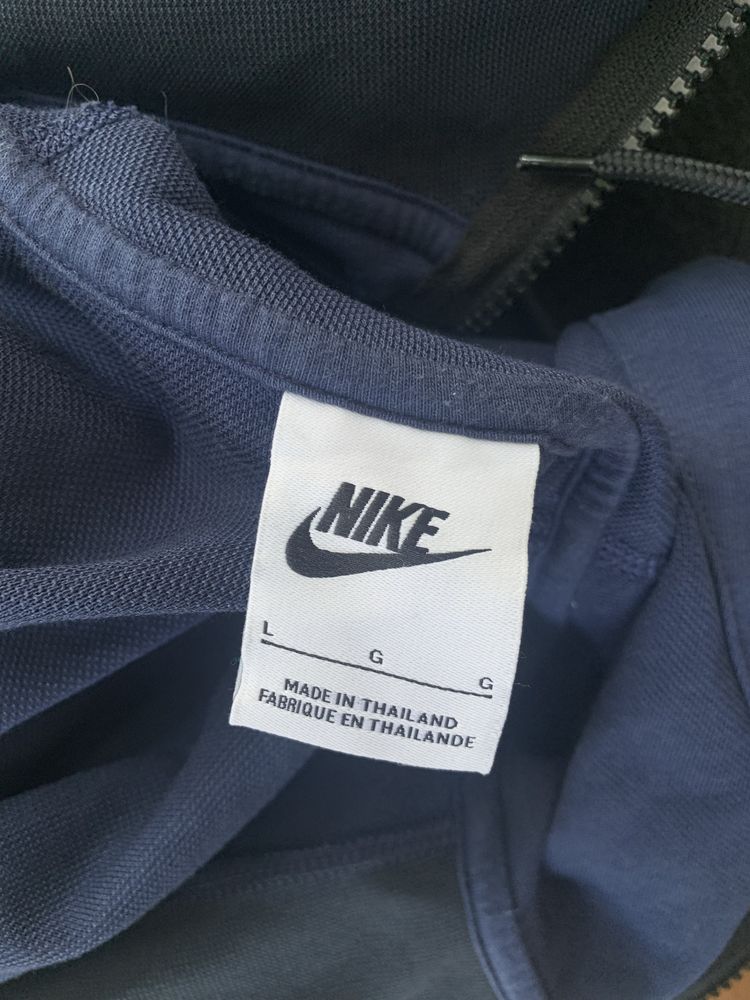 NIKE
L G G
MADE IN THAILAND
FABRIQUE EN THAILANDE